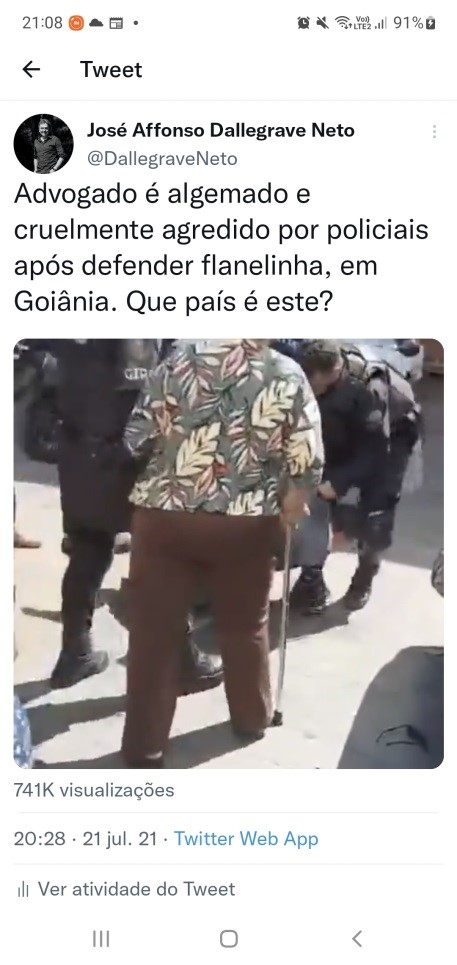 21:08
Vo))
LTE2
91%
Tweet
José Affonso Dallegrave Neto
@DallegraveNeto
Advogado é algemado e
cruelmente agredido por policiais
após defender flanelinha, em
Goiânia. Que país é este?
741K visualizações
20:28 · 21 jul. 21 · Twitter Web App
Ver atividade do Tweet